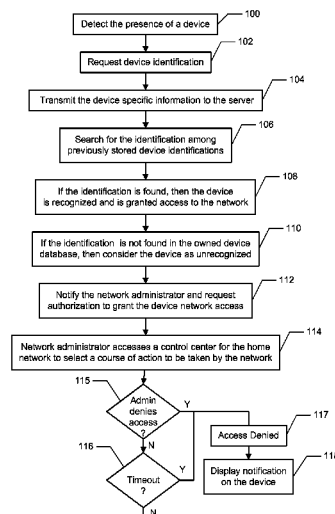 Detect the presence of a device
100
102
Request device identification
104
Transmit the device specific information to the server
106
Search for the identification among
previously stored device identifications
108
If the identification is found, then the device
is recognized and is granted access to the network
110
If the identification is not found in the owned device
database, then consider the device as unrecognized
112
Notify the network administrator and request
authorization to grant the device network access
114
Network administrator accesses a control center for the home
network to select a course of action to be taken by the network
115
Admin
denies
access
?
Y
N
117
Access Denied
116
Timeout
?
Y
N
118
Display notification
on the device